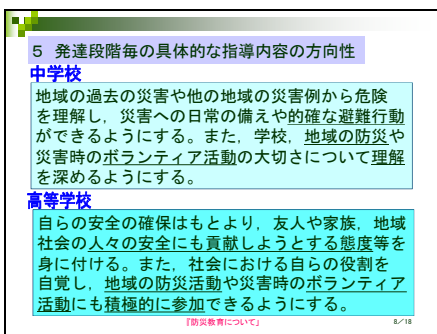 5 発達段階毎の具体的な指導内容の方向性
中学校
地域の過去の災害や他の地域の災害例から危険
を理解し，災害への日常の備えや的確な避難行動
ができるようにする。また，学校，地域の防災や
災害時のボランティア活動の大切さについて理解
を深めるようにする。
高等学校
自らの安全の確保はもとより，友人や家族，地域
社会の人々の安全にも貢献しようとする態度等を
身に付ける。また，社会における自らの役割を
自覚し，地域の防災活動や災害時のボランティア
活動にも積極的に参加できるようにする。
『防災教育について』
8／18